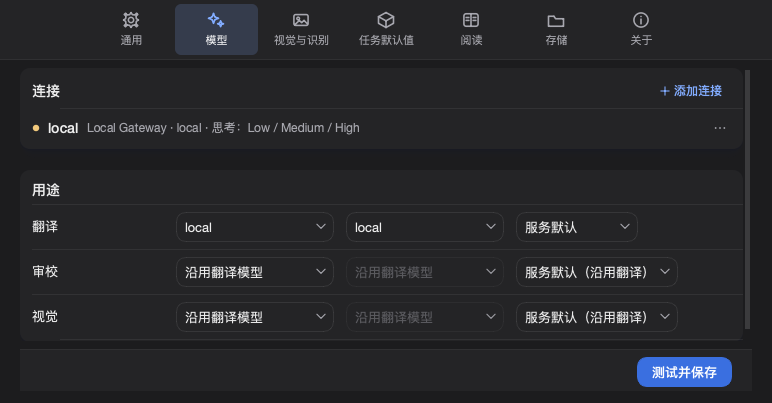 通用 模型 视觉与识别 任务默认值 阅读 存储 关于
连接 + 添加连接
local Local Gateway · local · 思考：Low / Medium / High ···
用途
翻译 local local 服务默认
审校 沿用翻译模型 沿用翻译模型 服务默认（沿用翻译）
视觉 沿用翻译模型 沿用翻译模型 服务默认（沿用翻译）
测试并保存